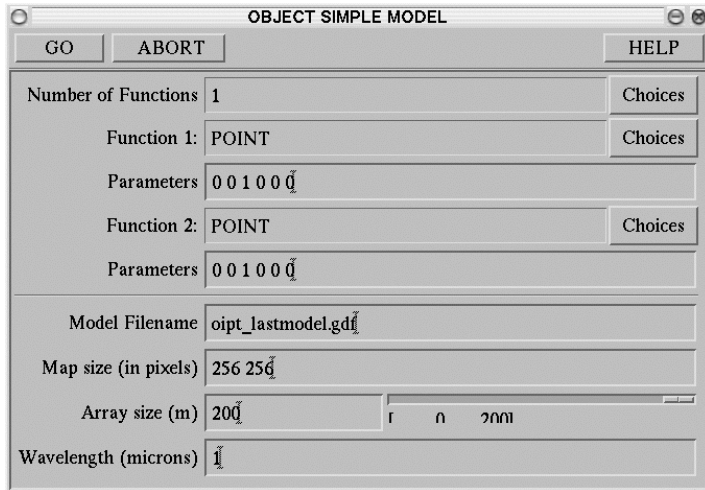 OBJECT SIMPLE MODEL
GO ABORT HELP
Number of Functions 1 Choices
Function 1: POINT Choices
Parameters 0 0 1 0 0 0
Function 2: POINT Choices
Parameters 0 0 1 0 0 0
Model Filename oipt_lastmodel.gdf
Map size (in pixels) 256 256
Array size (m) 200 [ 0 200]
Wavelength (microns) 1